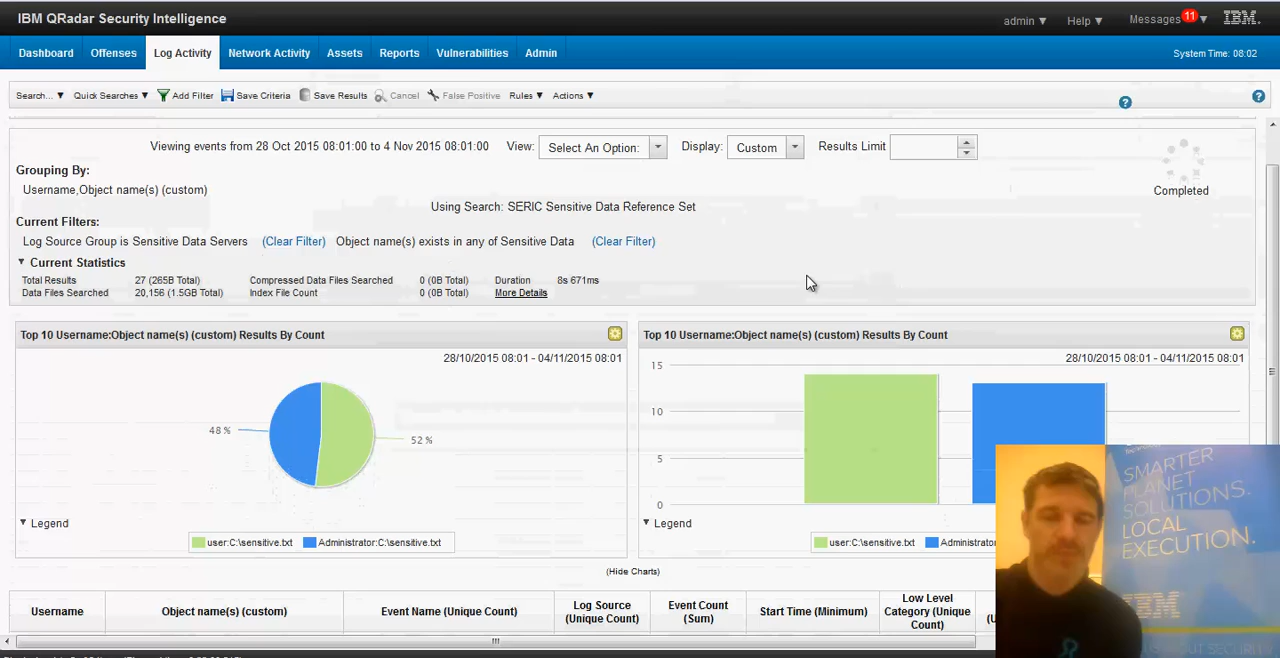 IBM QRadar Security Intelligence
admin ▼ Help ▼ Messages 11 ▼ IBM.
Dashboard Offenses Log Activity Network Activity Assets Reports Vulnerabilities Admin System Time: 08:02
Search... ▼ Quick Searches ▼ Add Filter Save Criteria Save Results Cancel False Positive Rules ▼ Actions ▼ ? ?
Viewing events from 28 Oct 2015 08:01:00 to 4 Nov 2015 08:01:00 View: Select An Option: Display: Custom Results Limit
Completed
Grouping By:
Username,Object name(s) (custom)
Using Search: SERIC Sensitive Data Reference Set
Current Filters:
Log Source Group is Sensitive Data Servers (Clear Filter) Object name(s) exists in any of Sensitive Data (Clear Filter)
▼ Current Statistics
Total Results 27 (265B Total) Compressed Data Files Searched 0 (0B Total) Duration 8s 671ms
Data Files Searched 20,156 (1.5GB Total) Index File Count 0 (0B Total) More Details
Top 10 Username:Object name(s) (custom) Results By Count
28/10/2015 08:01 - 04/11/2015 08:01
48 %
52 %
▼ Legend
user:C:\sensitive.txt Administrator:C:\sensitive.txt
Top 10 Username:Object name(s) (custom) Results By Count
28/10/2015 08:01 - 04/11/2015 08:01
15
10
5
0
▼ Legend
user:C:\sensitive.txt Administrator
(Hide Charts)
Username Object name(s) (custom) Event Name (Unique Count) Log Source (Unique Count) Event Count (Sum) Start Time (Minimum) Low Level Category (Unique Count)
SMARTER
PLANET
SOLUTIONS.
LOCAL
EXECUTION.
IBM